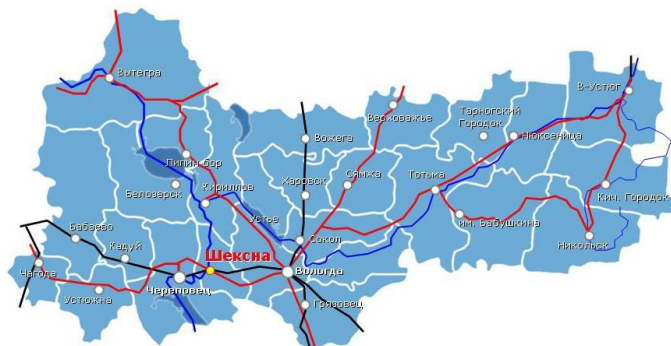 Вытегра
В-Устюг
Верховажье
Тарногский
Городок
Нюксеница
Вожега
Липин бор
Белозерск
Кириллов
Харовск
Сямжа
Тотьма
Кич. Городок
им. Бабушкина
Устье
Сокол
Никольск
Бабаево
Кадуй
Шексна
Чагода
Устюжна
Череповец
Вологда
Грязовец